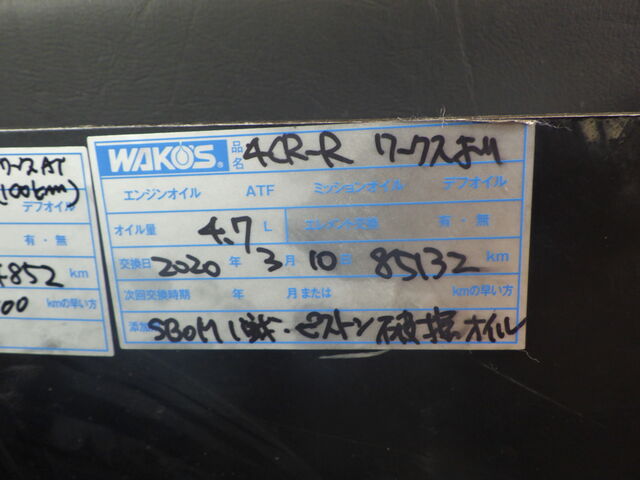 ワークスAT
(100km)
デフオイル
有・無
4852 km
00 kmの早い方
WAKO'S 品名 4CR-R ワークスより
エンジンオイル ATF ミッションオイル デフオイル
オイル量 4.7 L エレメント交換 有・無
交換日 2020 年 3 月 10 日 85132 km
次回交換時期 年 月または kmの早い方
添加 SBOM 1戦・ピストン破損オイル